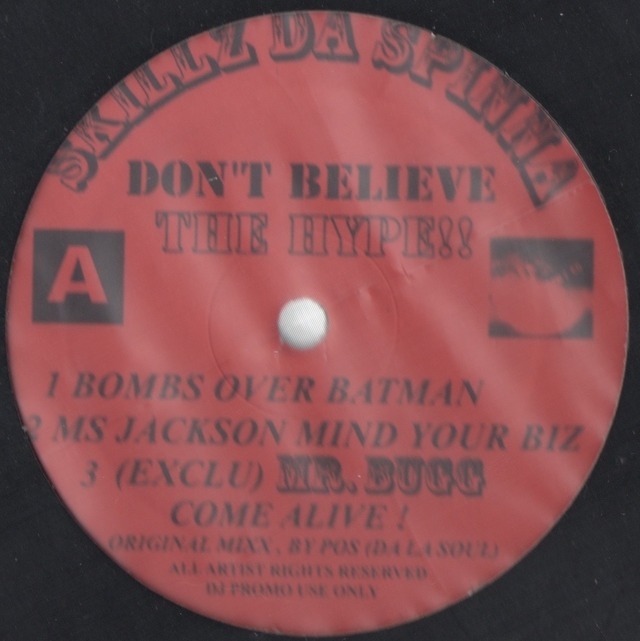 SKILLZ DA SPINNA
DON'T BELIEVE
THE HYPE!!
A
1 BOMBS OVER BATMAN
2 MS JACKSON MIND YOUR BIZ
3 (EXCLU) MR. BUGG
COME ALIVE !
ORIGINAL MIXX , BY POS (DA LA SOUL)
ALL ARTIST RIGHTS RESERVED
DJ PROMO USE ONLY